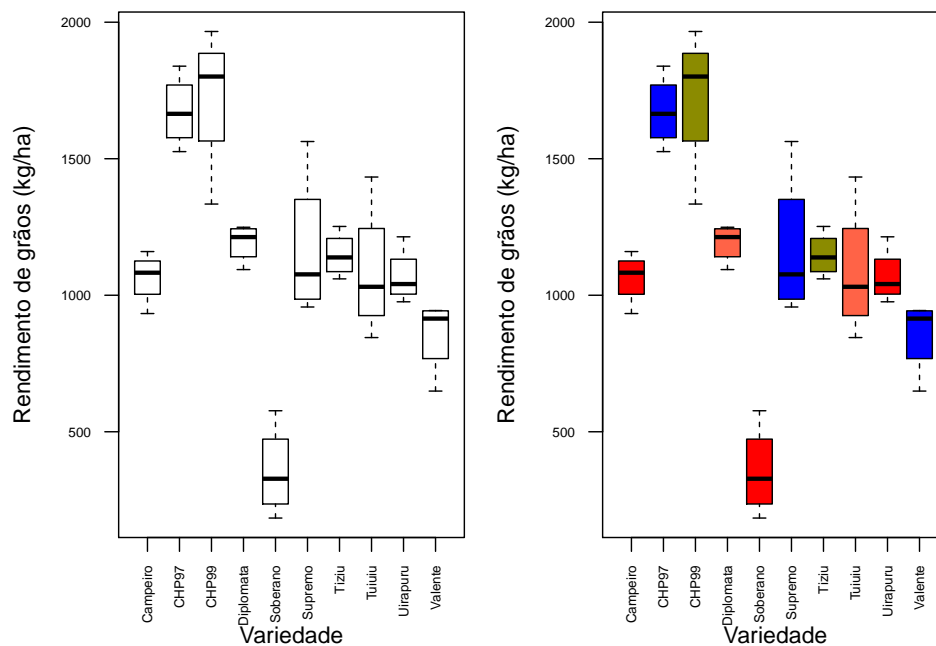 Rendimento de grãos (kg/ha)
2000
1500
1000
500
Campeiro
CHP97
CHP99
Diplomata
Soberano
Supremo
Tiziu
Tuiuiu
Uirapuru
Valente
Variedade
Rendimento de grãos (kg/ha)
2000
1500
1000
500
Campeiro
CHP97
CHP99
Diplomata
Soberano
Supremo
Tiziu
Tuiuiu
Uirapuru
Valente
Variedade